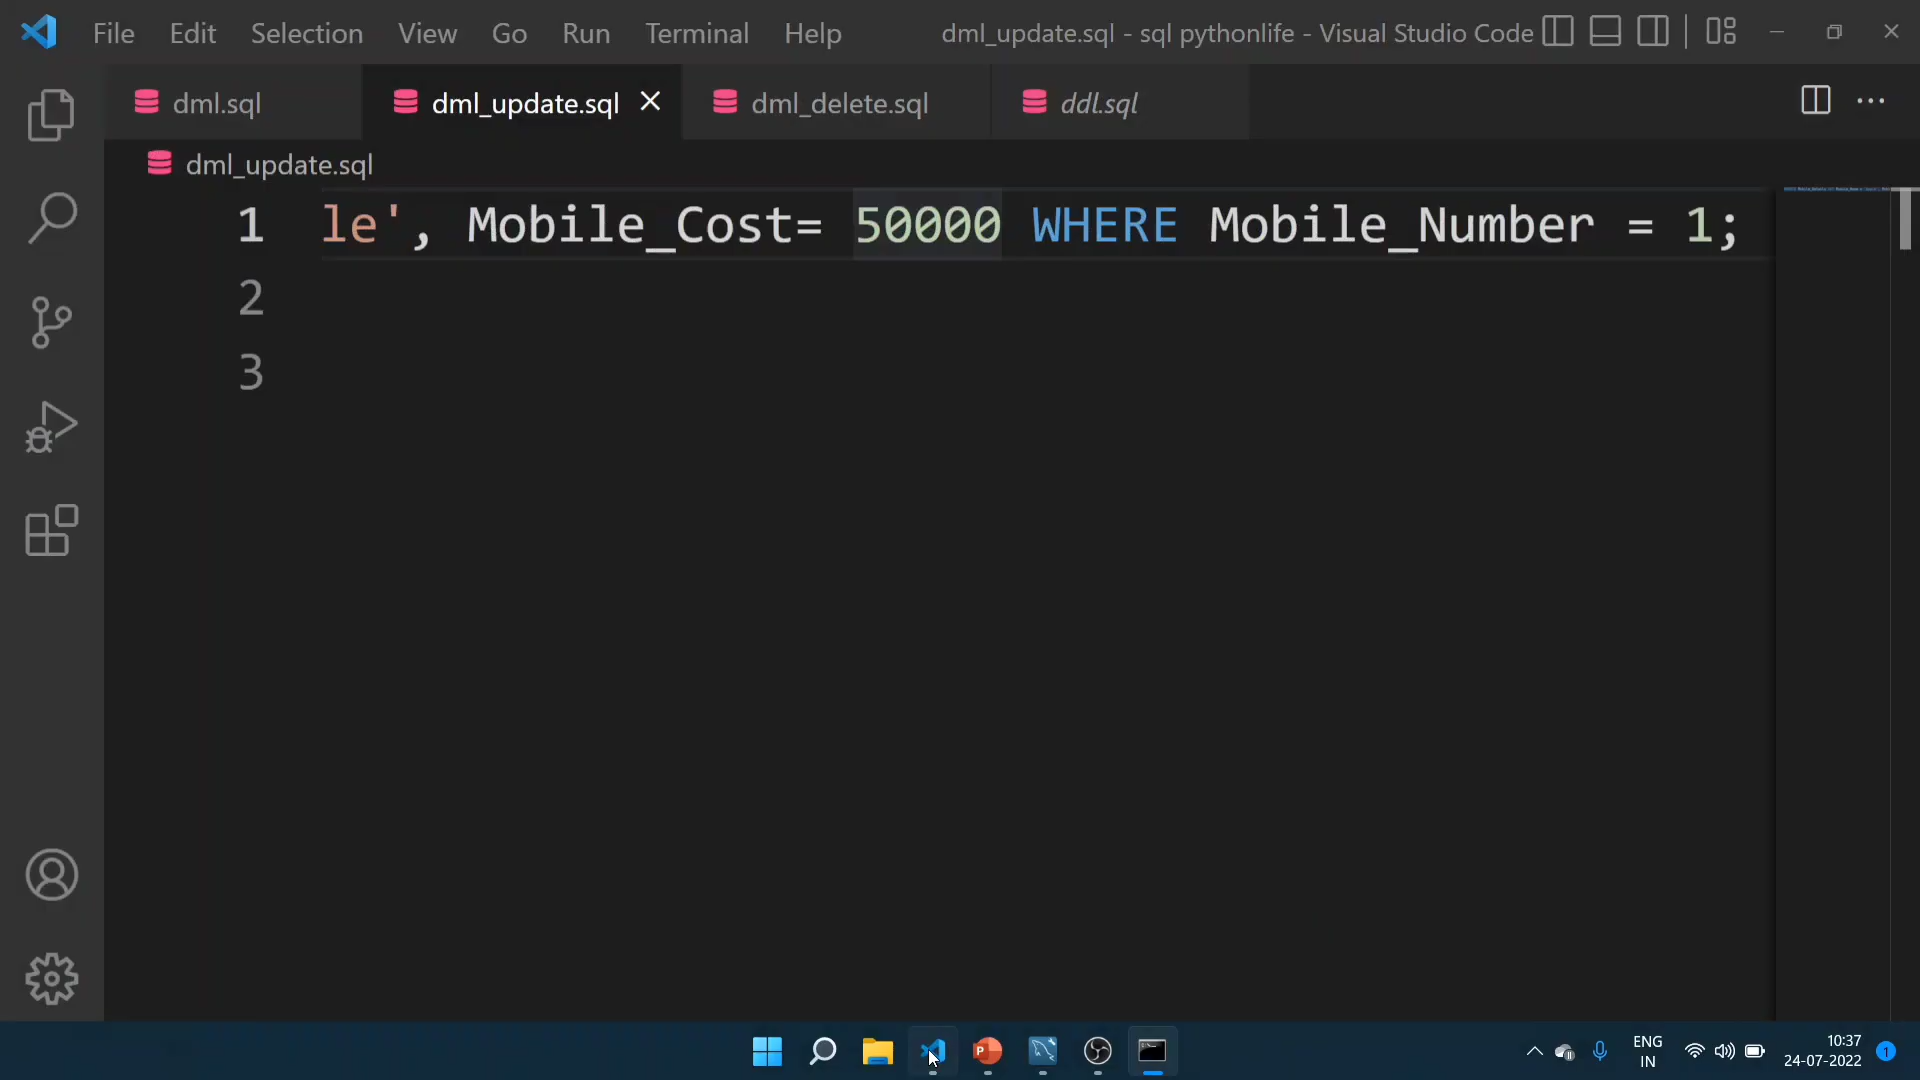 File Edit Selection View Go Run Terminal Help dml_update.sql - sql pythonlife - Visual Studio Code
dml.sql dml_update.sql dml_delete.sql ddl.sql
dml_update.sql
1 le', Mobile_Cost= 50000 WHERE Mobile_Number = 1;
2
3
ENG 10:37
IN 24-07-2022 1